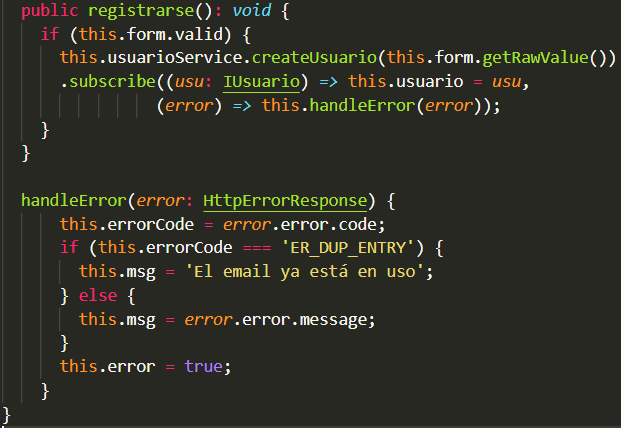 public registrarse(): void {
if (this.form.valid) {
this.usuarioService.createUsuario(this.form.getRawValue())
.subscribe((usu: IUsuario) => this.usuario = usu,
(error) => this.handleError(error));
}
}
handleError(error: HttpErrorResponse) {
this.errorCode = error.error.code;
if (this.errorCode === 'ER_DUP_ENTRY') {
this.msg = 'El email ya está en uso';
} else {
this.msg = error.error.message;
}
this.error = true;
}
}